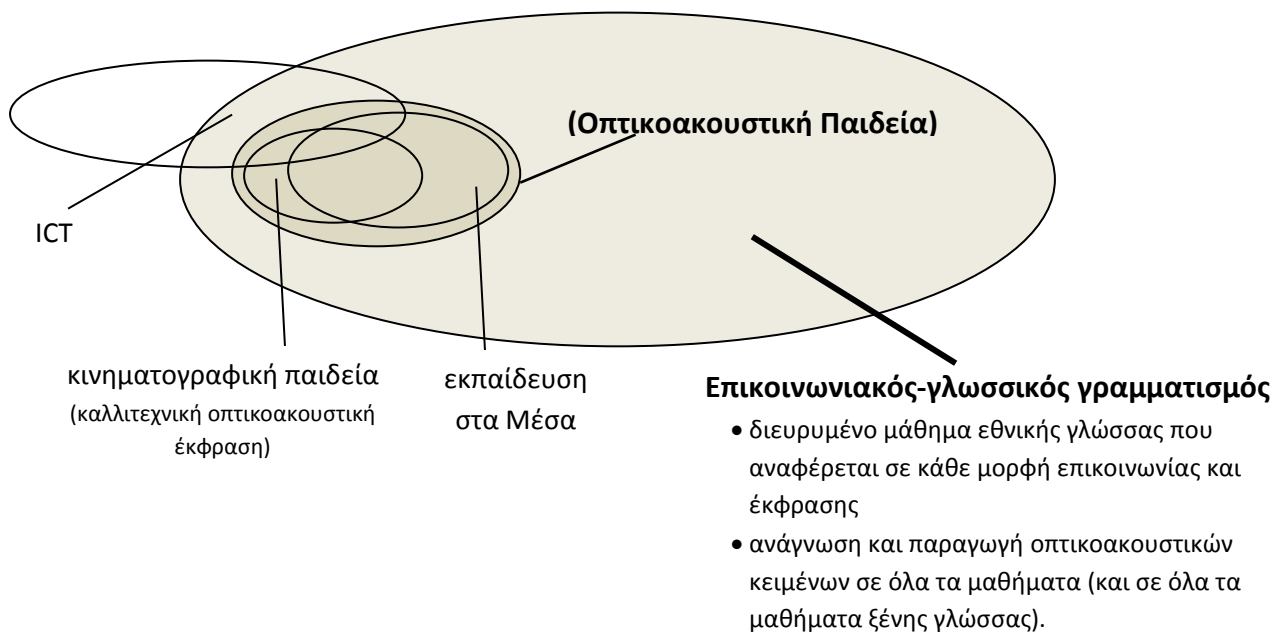 (Οπτικοακουστική Παιδεία)
ICT
κινηματογραφική παιδεία
(καλλιτεχνική οπτικοακουστική
έκφραση)
εκπαίδευση
στα Μέσα
Επικοινωνιακός-γλωσσικός γραμματισμός
• διευρυμένο μάθημα εθνικής γλώσσας που
αναφέρεται σε κάθε μορφή επικοινωνίας και
έκφρασης
• ανάγνωση και παραγωγή οπτικοακουστικών
κειμένων σε όλα τα μαθήματα (και σε όλα τα
μαθήματα ξένης γλώσσας).